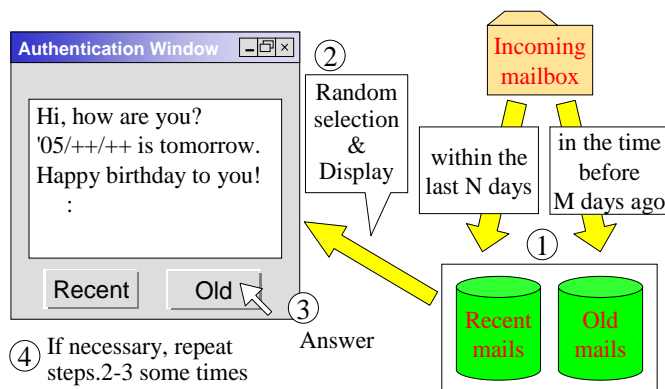 Authentication Window
Hi, how are you?
'05/++/++ is tomorrow.
Happy birthday to you!
:
Recent
Old
④ If necessary, repeat
steps.2-3 some times
②
Random
selection
&
Display
③
Answer
Incoming
mailbox
within the
last N days
in the time
before
M days ago
①
Recent
mails
Old
mails